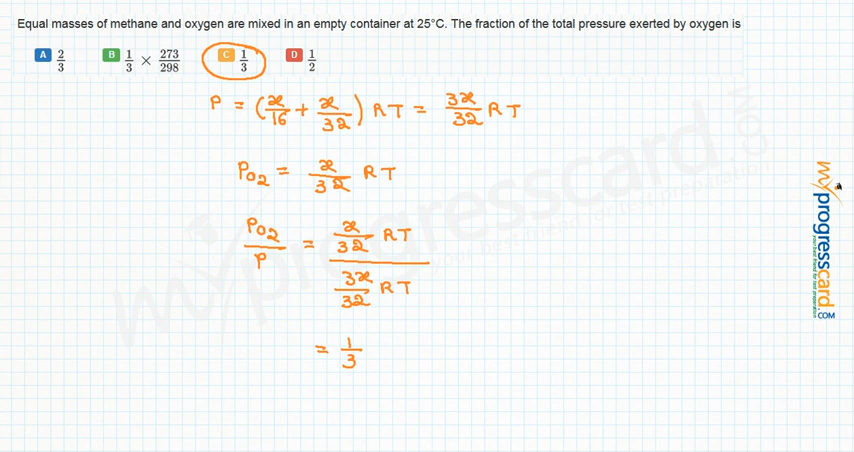 Equal masses of methane and oxygen are mixed in an empty container at 25°C. The fraction of the total pressure exerted by oxygen is
A 2/3 B 1/3 × 273/298 C 1/3 D 1/2
P = (x/16 + x/32) RT = 3x/32 RT
PO2 = x/32 RT
PO2/P = (x/32 RT)/(3x/32 RT)
= 1/3
myprogresscard
.COM